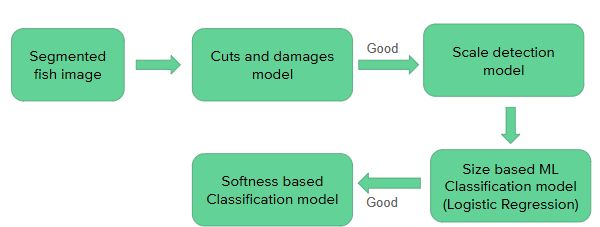 Segmented
fish image
Cuts and damages
model
Good
Scale detection
model
Size based ML
Classification model
(Logistic Regression)
Good
Softness based
Classification model